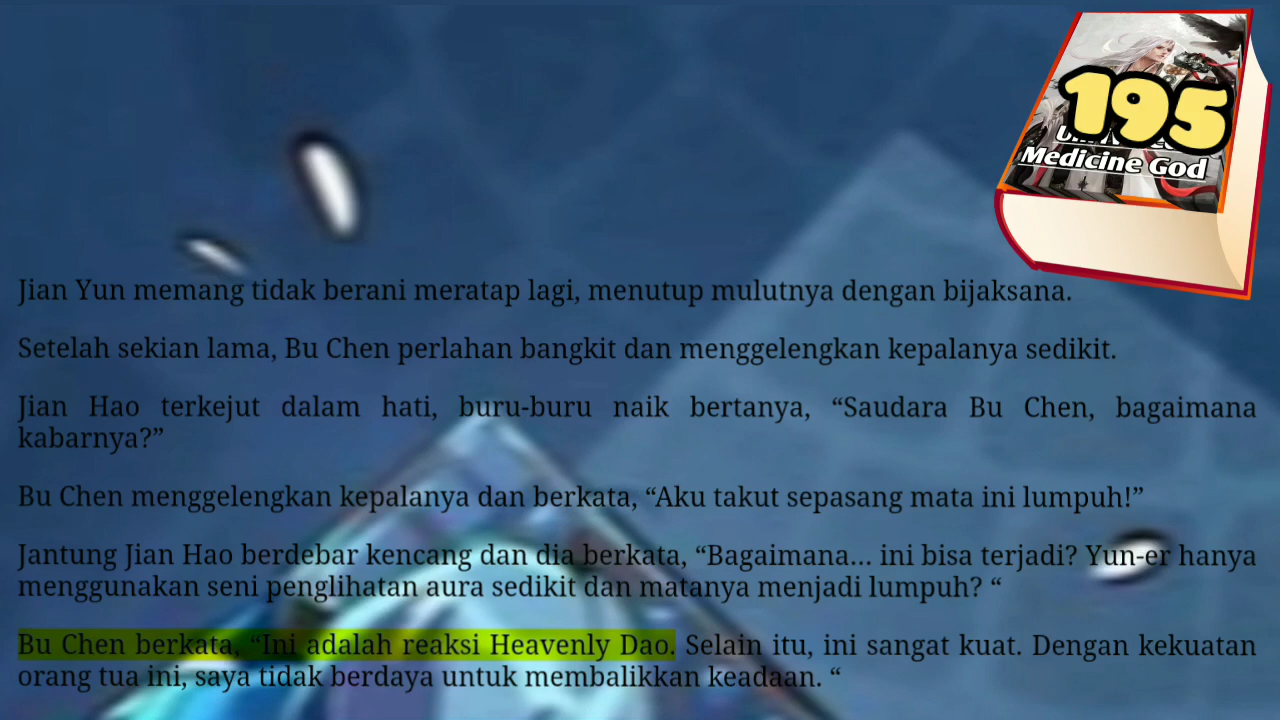 195
Medicine God
Jian Yun memang tidak berani meratap lagi, menutup mulutnya dengan bijaksana.
Setelah sekian lama, Bu Chen perlahan bangkit dan menggelengkan kepalanya sedikit.
Jian Hao terkejut dalam hati, buru-buru naik bertanya, “Saudara Bu Chen, bagaimana
kabarnya?”
Bu Chen menggelengkan kepalanya dan berkata, “Aku takut sepasang mata ini lumpuh!”
Jantung Jian Hao berdebar kencang dan dia berkata, “Bagaimana... ini bisa terjadi? Yun-er hanya
menggunakan seni penglihatan aura sedikit dan matanya menjadi lumpuh? “
Bu Chen berkata, “Ini adalah reaksi Heavenly Dao. Selain itu, ini sangat kuat. Dengan kekuatan
orang tua ini, saya tidak berdaya untuk membalikkan keadaan. “